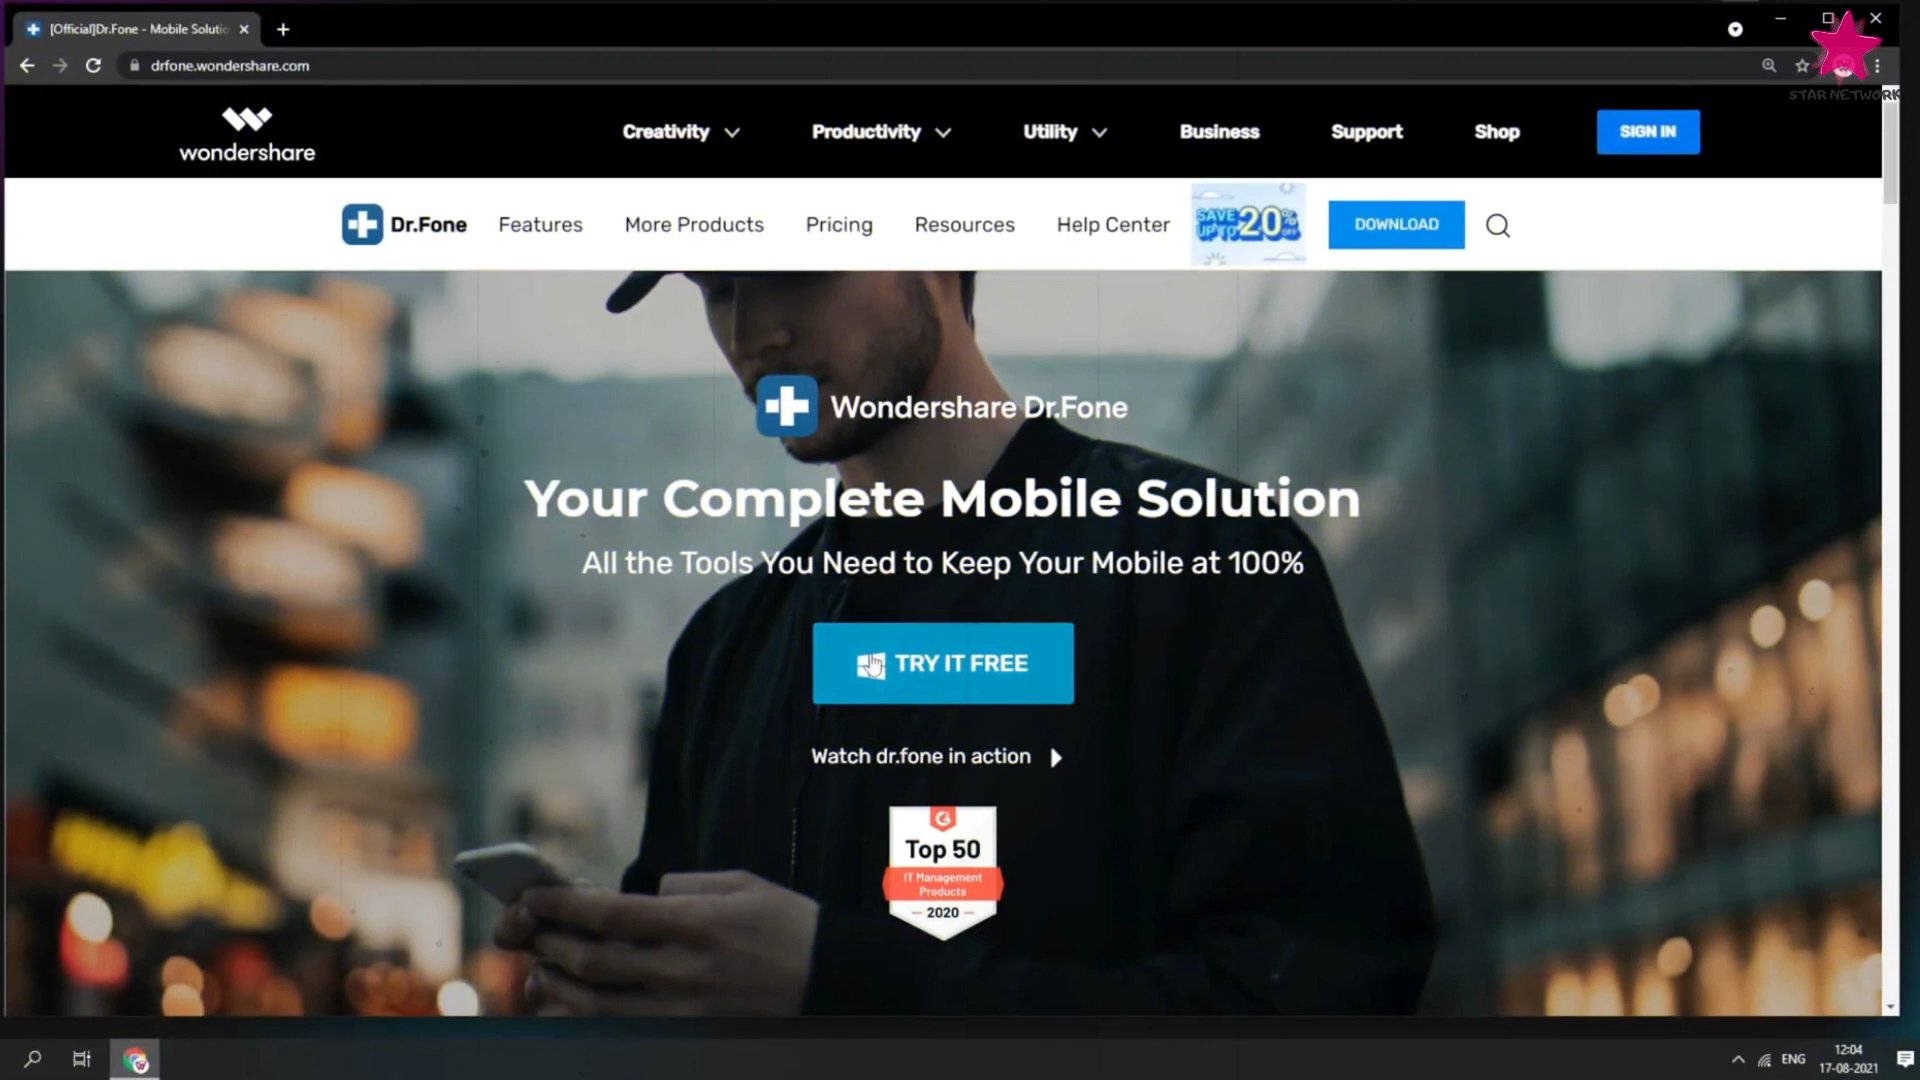 [Official]Dr.Fone - Mobile Solutio
drfone.wondershare.com
STAR NETWORK
wondershare
Creativity
Productivity
Utility
Business
Support
Shop
SIGN IN
Dr.Fone
Features
More Products
Pricing
Resources
Help Center
SAVE UP TO 20% OFF
DOWNLOAD
Wondershare Dr.Fone
Your Complete Mobile Solution
All the Tools You Need to Keep Your Mobile at 100%
TRY IT FREE
Watch dr.fone in action
Top 50
IT Management
Products
2020
ENG
12:04
17-08-2021